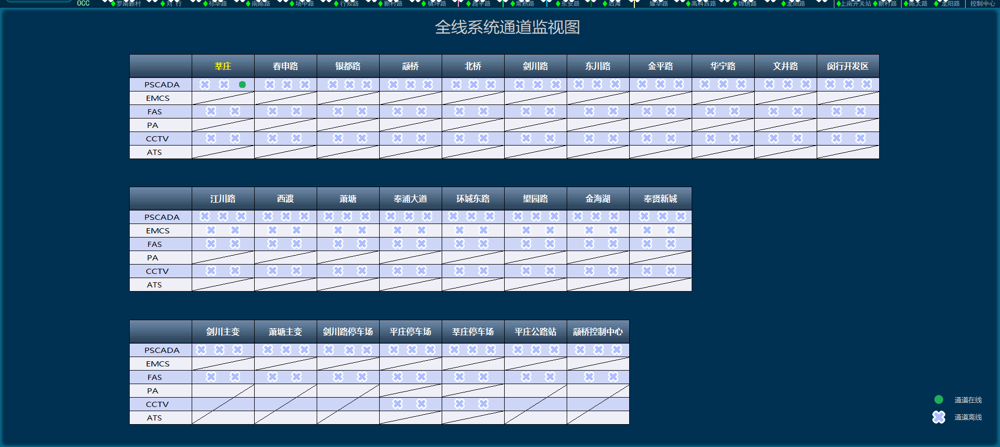 OCC 罗南新村 刘 行 祁华路 南陈路 场中路 行知路 新村路 镇坪路 昌平路 常熟路 东安路 后滩 耀华路 高科西路 锦绣路 龙阳路 上南开关站 新村路 陈太路 龙阳路 控制中心
全线系统通道监视图
莘庄 春申路 银都路 颛桥 北桥 剑川路 东川路 金平路 华宁路 文井路 闵行开发区
PSCADA
EMCS
FAS
PA
CCTV
ATS
江川路 西渡 萧塘 奉浦大道 环城东路 望园路 金海湖 奉贤新城
PSCADA
EMCS
FAS
PA
CCTV
ATS
剑川主变 萧塘主变 剑川路停车场 平庄停车场 莘庄停车场 平庄公路站 颛桥控制中心
PSCADA
EMCS
FAS
PA
CCTV
ATS
通道在线
通道离线